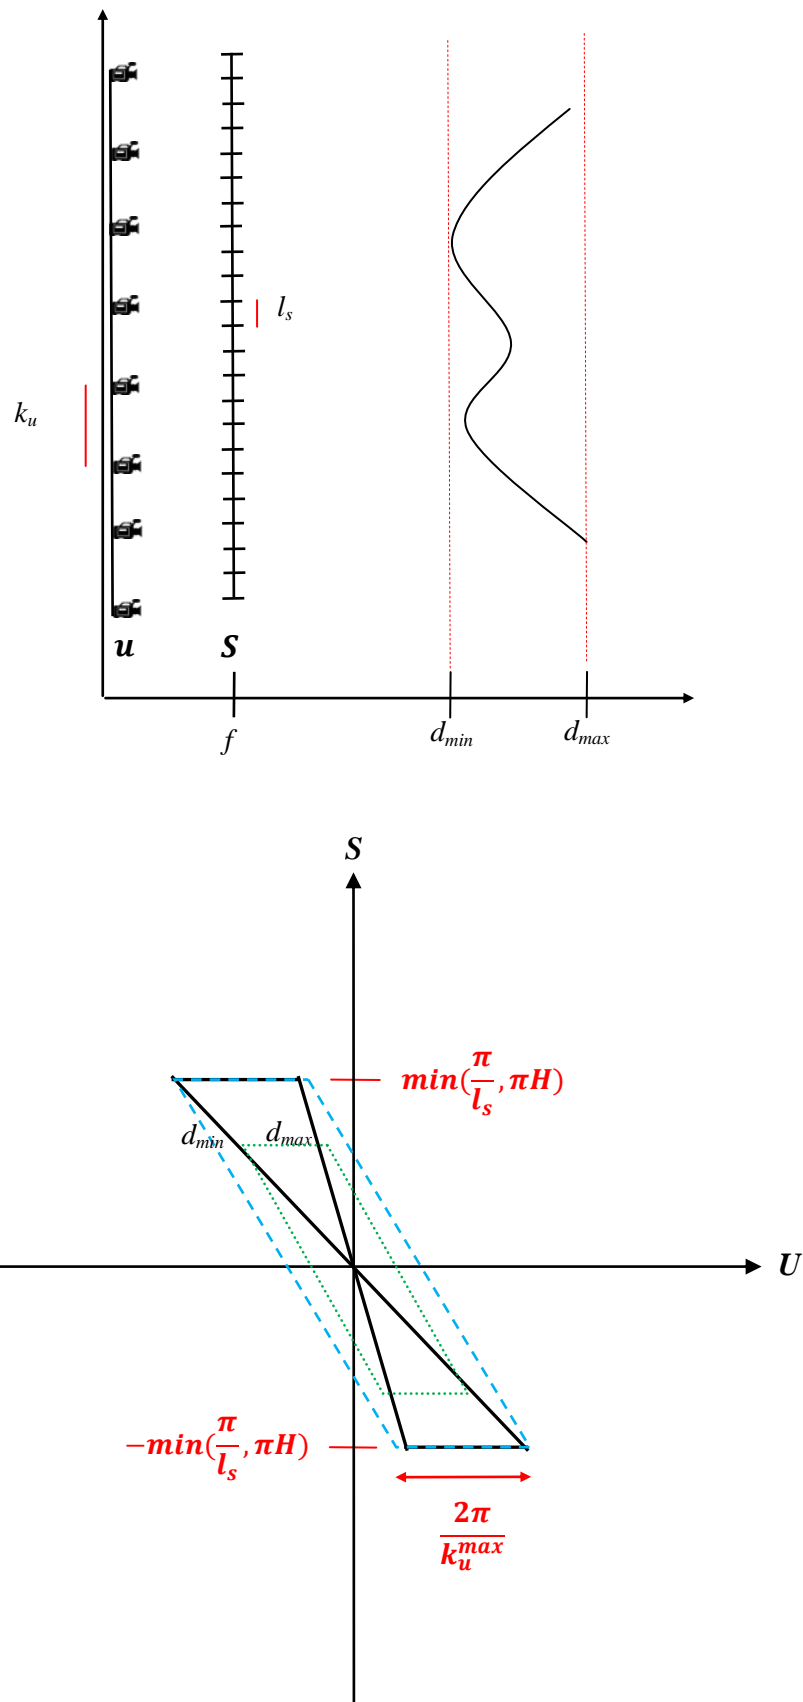 l_s
k_u
u S
f d_min d_max
S
min(π/l_s, πH)
d_min d_max
U
-min(π/l_s, πH)
2π/k_u^max